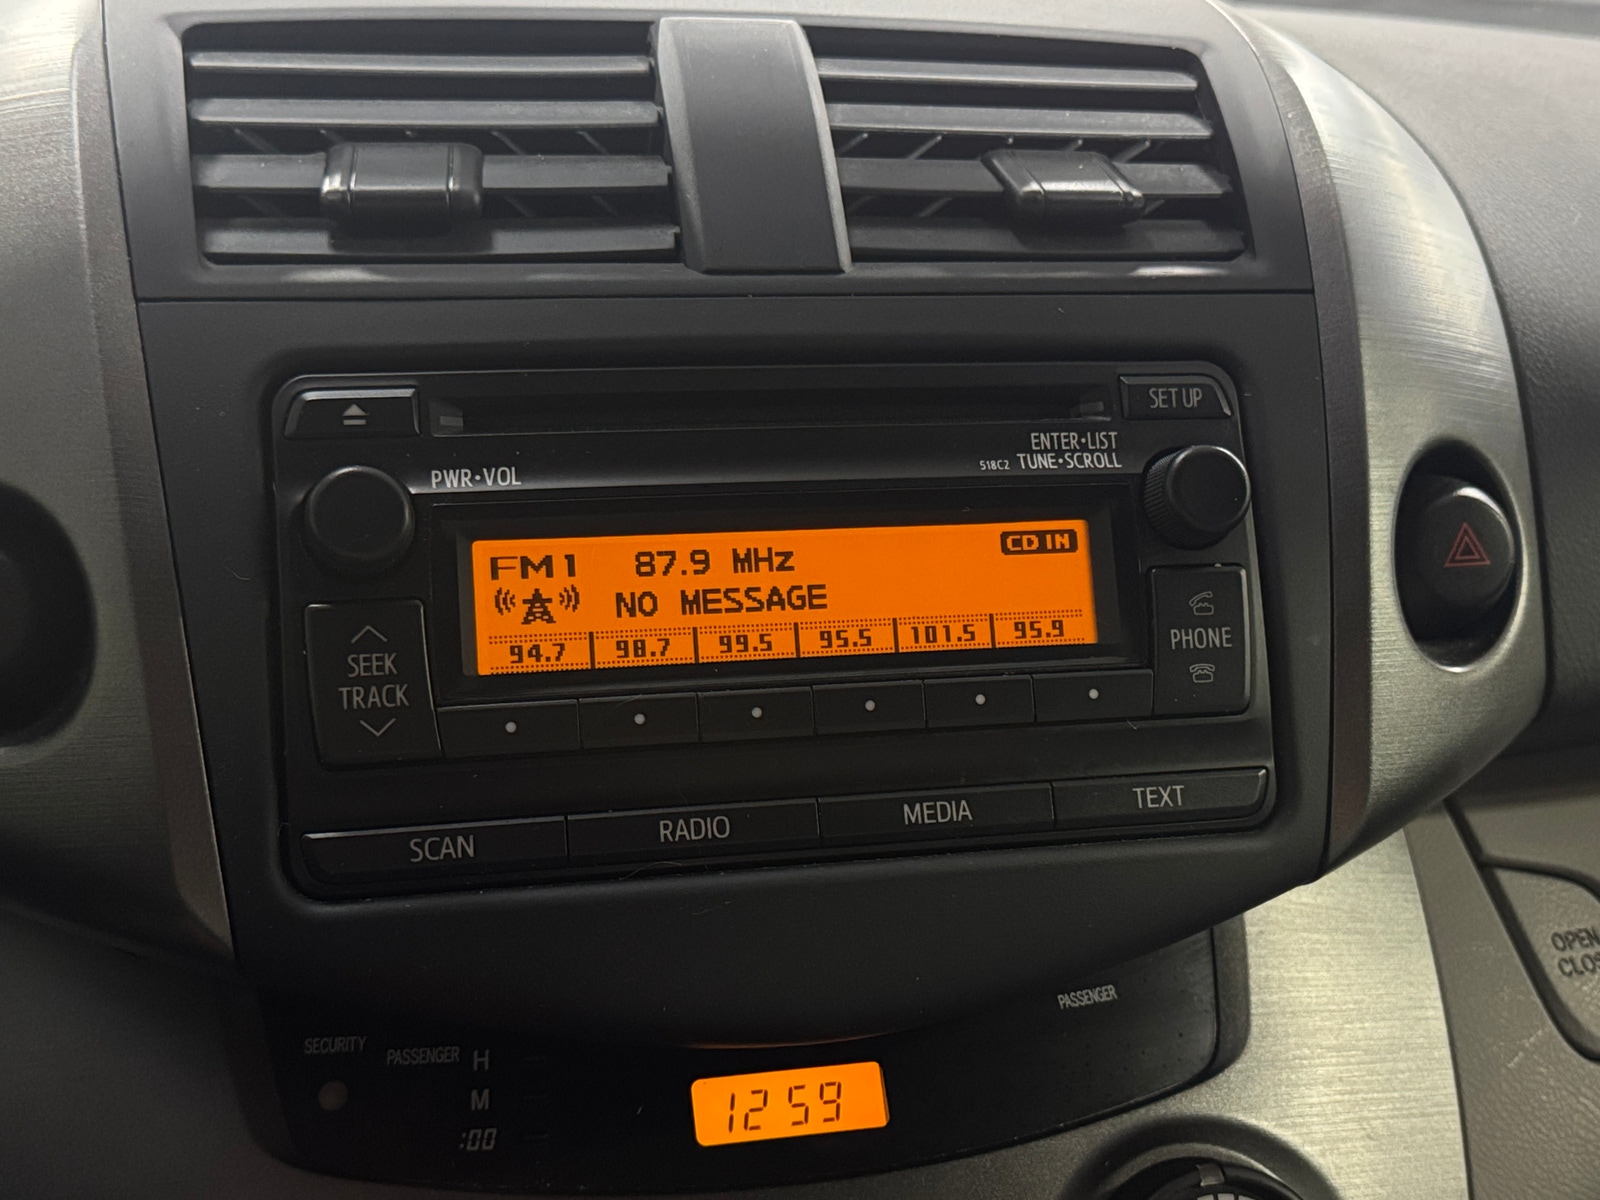 SET UP
ENTER•LIST
518C2 TUNE•SCROLL
PWR•VOL
FM1 87.9 MHz
CD IN
NO MESSAGE
94.7 98.7 99.5 95.5 101.5 95.9
SEEK
TRACK
PHONE
SCAN RADIO MEDIA TEXT
OPEN
PASSENGER
SECURITY
PASSENGER H
M
:00
12 59